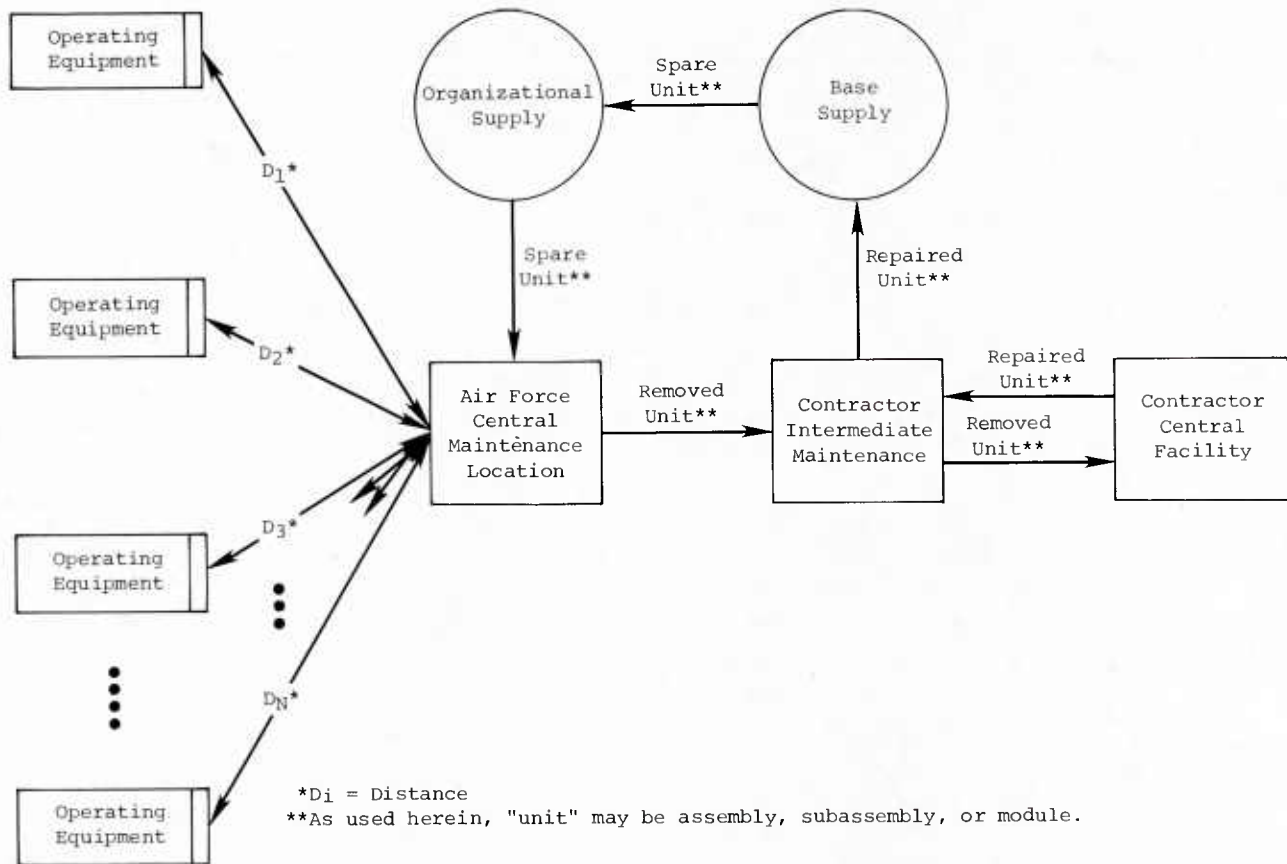 Operating
Equipment
Organizational
Supply
Spare
Unit**
Base
Supply
D1*
Spare
Unit**
Repaired
Unit**
Operating
Equipment
D2*
Air Force
Central
Maintènance
Location
Removed
Unit**
Contractor
Intermediate
Maintenance
Repaired
Unit**
Removed
Unit**
Contractor
Central
Facility
D3*
Operating
Equipment
DN*
Operating
Equipment
*Di = Distance
**As used herein, "unit" may be assembly, subassembly, or module.